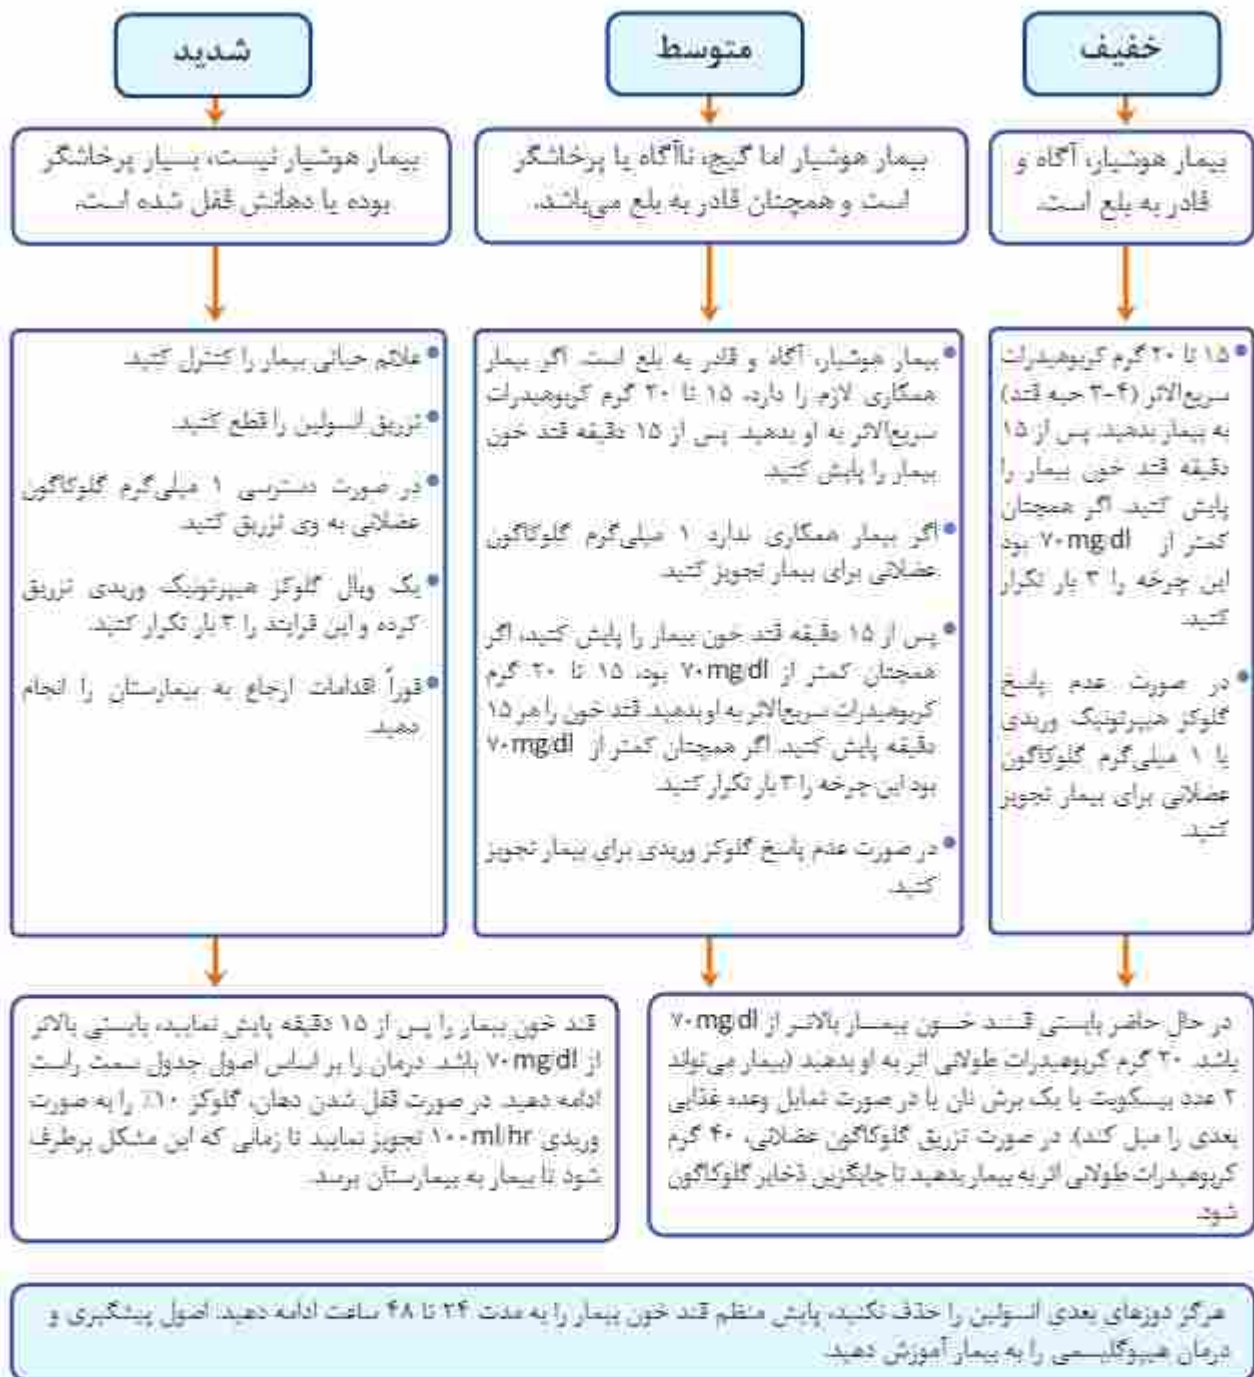 خفیف
بیمار هوشیار، آگاه و
قادر به بلع است.
۱۵ تا ۲۰ گرم کربوهیدرات
سریع‌الاثر (۴-۳ حبه قند)
به بیمار بدهید. پس از ۱۵
دقیقه قند خون بیمار را
پایش کنید. اگر همچنان
کمتر از ۷۰mg/dl بود
این چرخه را ۳ بار تکرار
کنید.
در صورت عدم پاسخ
گلوکز هیپرتونیک وریدی
یا ۱ میلی‌گرم گلوکاگون
عضلانی برای بیمار تجویز
کنید.
متوسط
بیمار هوشیار اما گیج، ناآگاه یا پرخاشگر
است و همچنان قادر به بلع می‌باشد.
بیمار هوشیار، آگاه و قادر به بلع است. اگر بیمار
همکاری لازم را دارد، ۱۵ تا ۲۰ گرم کربوهیدرات
سریع‌الاثر به او بدهید. پس از ۱۵ دقیقه قند خون
بیمار را پایش کنید.
اگر بیمار همکاری ندارد ۱ میلی‌گرم گلوکاگون
عضلانی برای بیمار تجویز کنید.
پس از ۱۵ دقیقه قند خون بیمار را پایش کنید، اگر
همچنان کمتر از ۷۰mg/dl بود، ۱۵ تا ۲۰ گرم
کربوهیدرات سریع‌الاثر به او بدهید. قند خون را هر ۱۵
دقیقه پایش کنید. اگر همچنان کمتر از ۷۰mg/dl
بود این چرخه را ۳ بار تکرار کنید.
در صورت عدم پاسخ گلوکز وریدی برای بیمار تجویز
کنید.
شدید
بیمار هوشیار نیست، بسیار پرخاشگر
بوده یا دهانش قفل شده است.
علائم حیاتی بیمار را کنترل کنید.
تزریق انسولین را قطع کنید.
در صورت دسترسی ۱ میلی‌گرم گلوکاگون
عضلانی به وی تزریق کنید.
یک ویال گلوکز هیپرتونیک وریدی تزریق
کرده و این فرایند را ۳ بار تکرار کنید.
فوراً اقدامات ارجاع به بیمارستان را انجام
دهید.
در حال حاضر بایستی قند خون بیمار بالاتر از ۷۰mg/dl
باشد. ۲۰ گرم کربوهیدرات طولانی اثر به او بدهید (بیمار می‌تواند
۲ عدد بیسکویت یا یک برش نان یا در صورت تمایل وعده غذایی
بعدی را میل کند). در صورت تزریق گلوکاگون عضلانی، ۴۰ گرم
کربوهیدرات طولانی اثر به بیمار بدهید تا جایگزین ذخایر گلوکاگون
شود.
قند خون بیمار را پس از ۱۵ دقیقه پایش نمایید، بایستی بالاتر
از ۷۰mg/dl باشد. درمان را بر اساس اصول جدول سمت راست
ادامه دهید. در صورت قفل شدن دهان، گلوکز ۱۰٪ را به صورت
وریدی ۱۰۰ml/hr تجویز نمایید تا زمانی که این مشکل برطرف
شود تا بیمار به بیمارستان برسد.
هرگز دوزهای بعدی انسولین را حذف نکنید، پایش منظم قند خون بیمار را به مدت ۲۴ تا ۴۸ ساعت ادامه دهید. اصول پیشگیری و
درمان هیپوگلیسمی را به بیمار آموزش دهید.